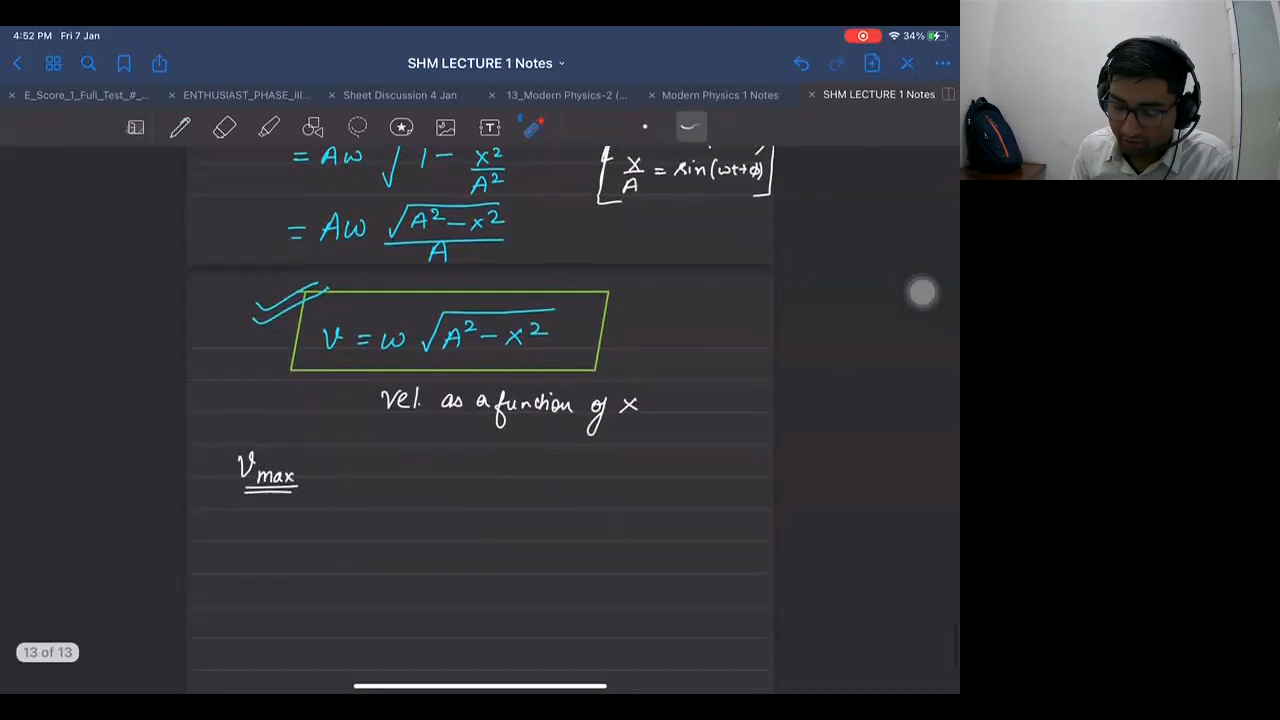 4:52 PM Fri 7 Jan
34%
SHM LECTURE 1 Notes
E_Score_1_Full_Test_#_...
ENTHUSIAST_PHASE_III...
Sheet Discussion 4 Jan
13_Modern Physics-2 (...
Modern Physics 1 Notes
SHM LECTURE 1 Notes
= Aω √(1 - x²/A²)
[x/A = sin(ωt+φ)]
= Aω √(A² - x²)/A
v = ω √(A² - x²)
Vel. as a function of x
Vmax
13 of 13